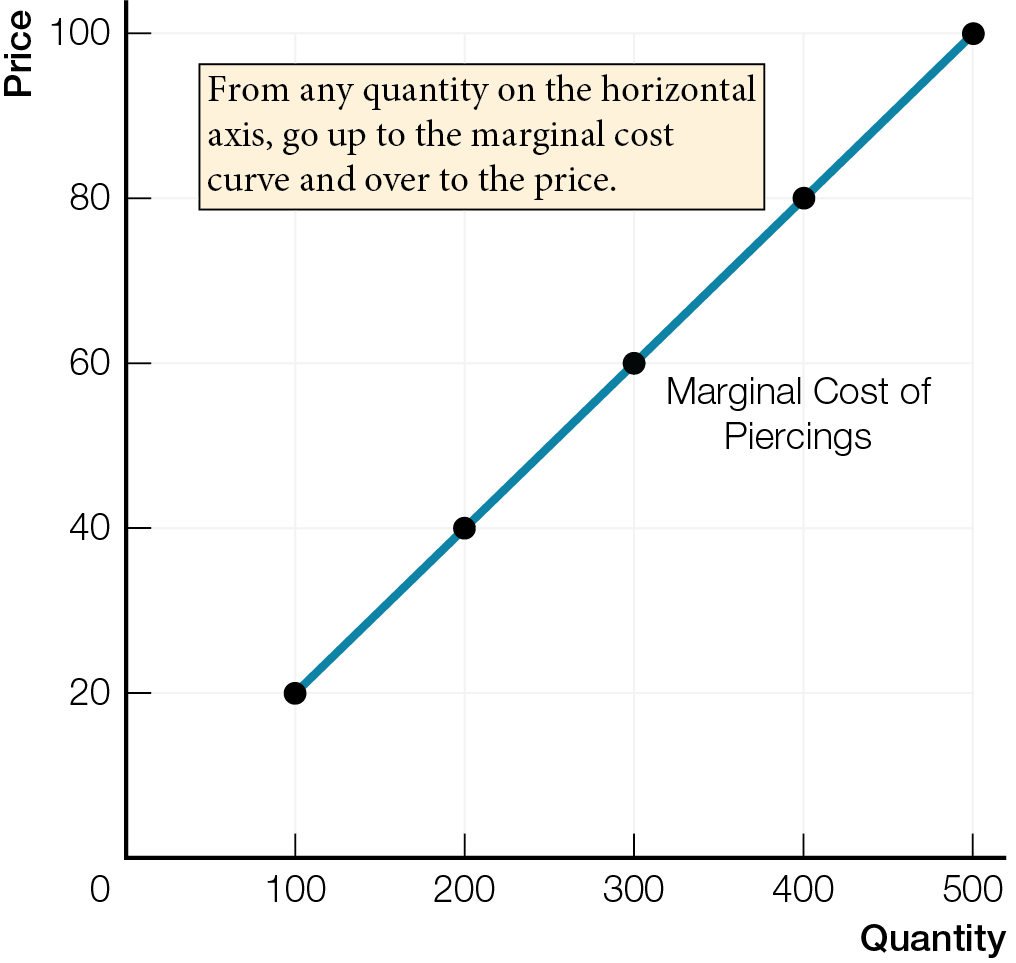 Price
100
From any quantity on the horizontal
axis, go up to the marginal cost
curve and over to the price.
80
60
Marginal Cost of
Piercings
40
20
0 100 200 300 400 500
Quantity